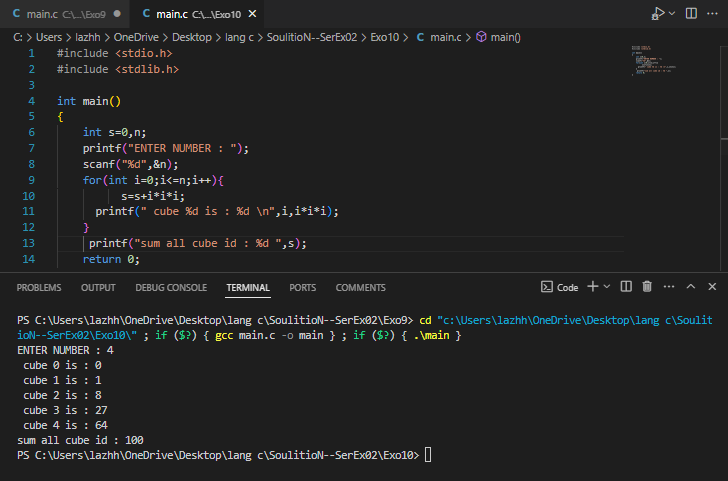 C main.c C:\...\Exo9 ● C main.c C:\...\Exo10 ×
C: > Users > lazhh > OneDrive > Desktop > lang c > SoulitioN--SerEx02 > Exo10 > C main.c > main()
1 #include <stdio.h>
2 #include <stdlib.h>
3
4 int main()
5 {
6 int s=0,n;
7 printf("ENTER NUMBER : ");
8 scanf("%d",&n);
9 for(int i=0;i<=n;i++){
10 s=s+i*i*i;
11 printf(" cube %d is : %d \n",i,i*i*i);
12 }
13 printf("sum all cube id : %d ",s);
14 return 0;
PROBLEMS OUTPUT DEBUG CONSOLE TERMINAL PORTS COMMENTS Code
PS C:\Users\lazhh\OneDrive\Desktop\lang c\SoulitioN--SerEx02\Exo9> cd "c:\Users\lazhh\OneDrive\Desktop\lang c\Soulit
ioN--SerEx02\Exo10\" ; if ($?) { gcc main.c -o main } ; if ($?) { .\main }
ENTER NUMBER : 4
cube 0 is : 0
cube 1 is : 1
cube 2 is : 8
cube 3 is : 27
cube 4 is : 64
sum all cube id : 100
PS C:\Users\lazhh\OneDrive\Desktop\lang c\SoulitioN--SerEx02\Exo10>